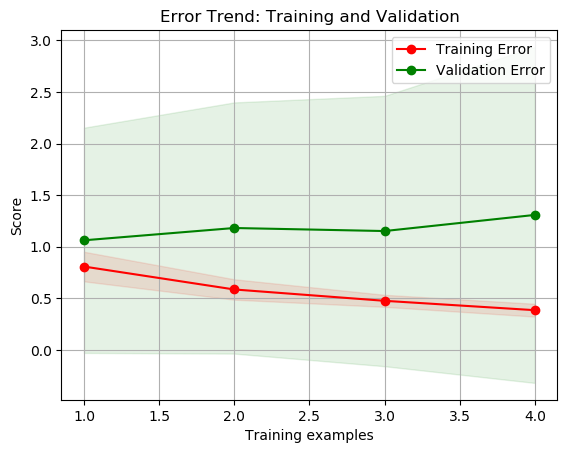 Error Trend: Training and Validation
3.0
2.5
2.0
1.5
1.0
0.5
0.0
Score
Training Error
Validation Error
1.0 1.5 2.0 2.5 3.0 3.5 4.0
Training examples